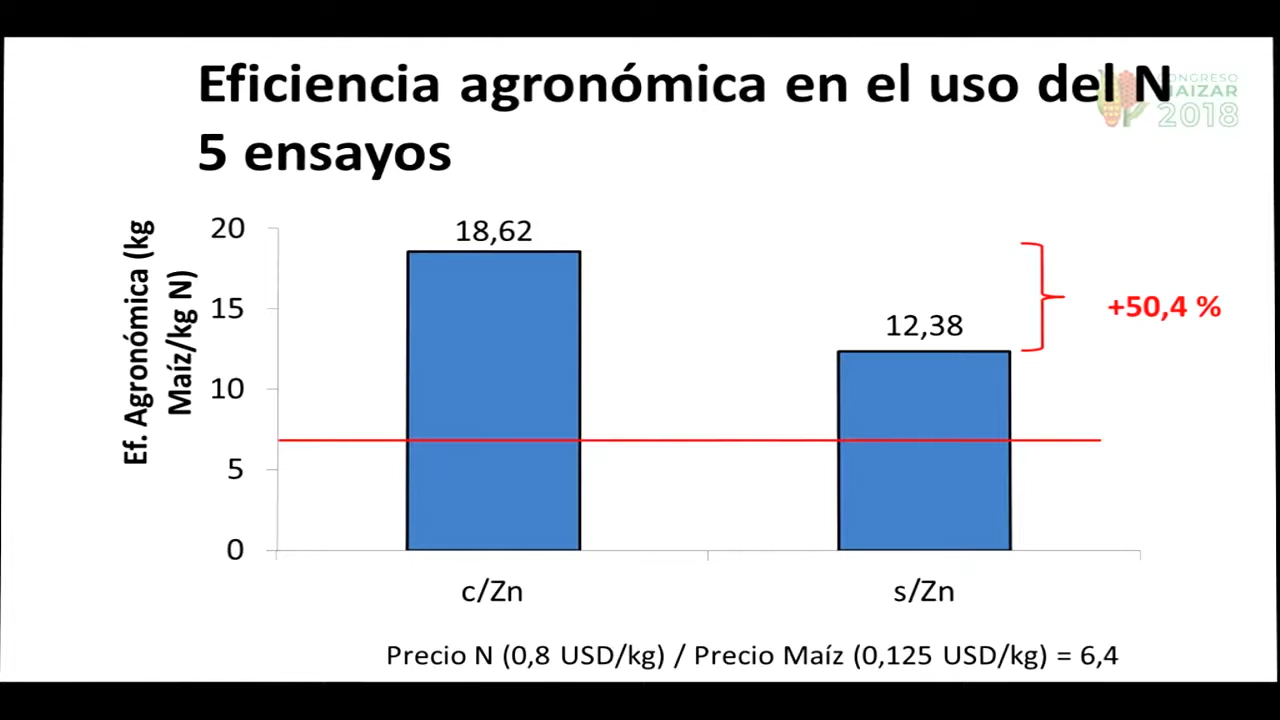 Eficiencia agronómica en el uso del N
5 ensayos
CONGRESO
MAIZAR
2018
Ef. Agronómica (kg
Maíz/kg N)
20
15
10
5
0
18,62
12,38
+50,4 %
c/Zn
s/Zn
Precio N (0,8 USD/kg) / Precio Maíz (0,125 USD/kg) = 6,4